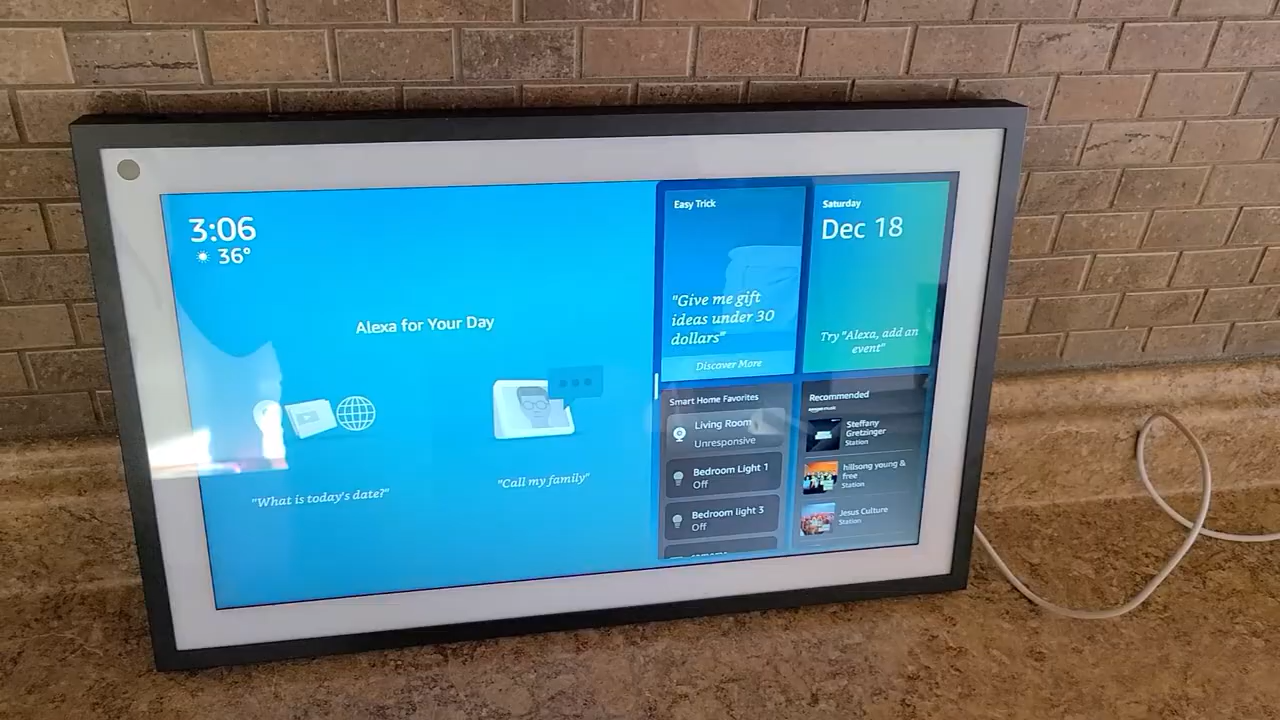 3:06
36°
Alexa for Your Day
"What is today's date?"
"Call my family"
Easy Trick
"Give me gift
ideas under 30
dollars"
Discover More
Saturday
Dec 18
Try "Alexa, add an
event"
Smart Home Favorites
Living Room
Unresponsive
Bedroom Light 1
Off
Bedroom light 3
Off
Recommended
amazon music
Steffany
Gretzinger
Station
hillsong young &
free
Station
Jesus Culture
Station